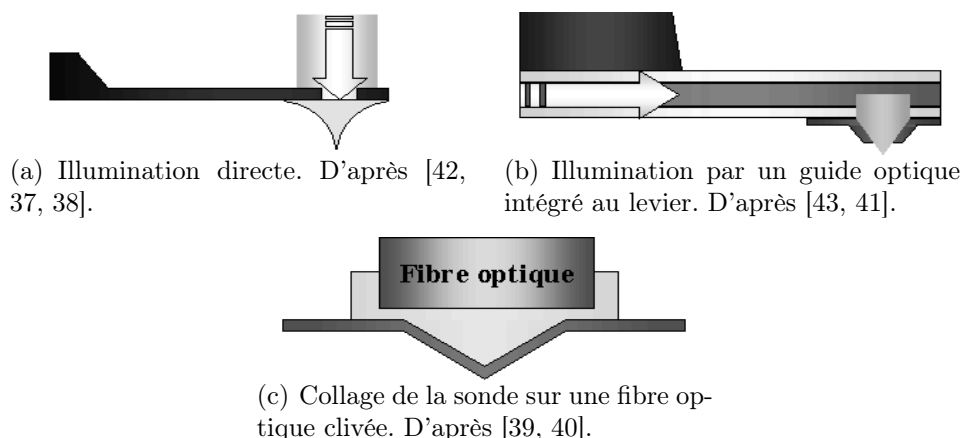 (a) Illumination directe. D'après [42,
37, 38].
(b) Illumination par un guide optique
intégré au levier. D'après [43, 41].
Fibre optique
(c) Collage de la sonde sur une fibre op-
tique clivée. D'après [39, 40].